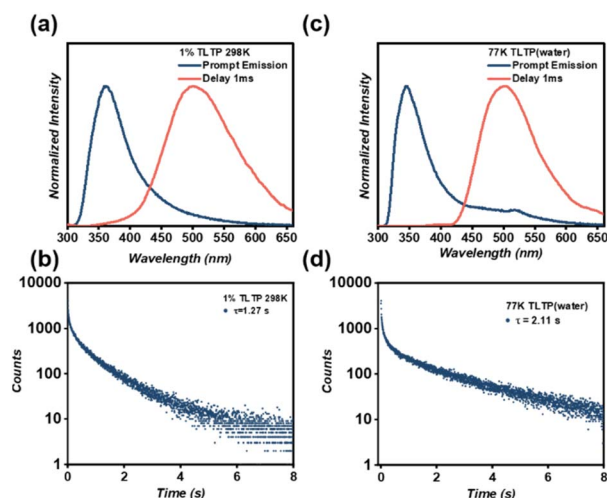 (a)
1% TLTP 298K
Prompt Emission
Delay 1ms
Normalized Intensity
300 350 400 450 500 550 600 650
Wavelength (nm)
(c)
77K TLTP(water)
Prompt Emission
Delay 1ms
Normalized Intensity
300 350 400 450 500 550 600 650
Wavelength (nm)
(b)
1% TLTP 298K
τ=1.27 s
10000
1000
100
10
1
Counts
0 2 4 6 8
Time (s)
(d)
77K TLTP(water)
τ = 2.11 s
10000
1000
100
10
1
Counts
0 2 4 6 8
Time (s)